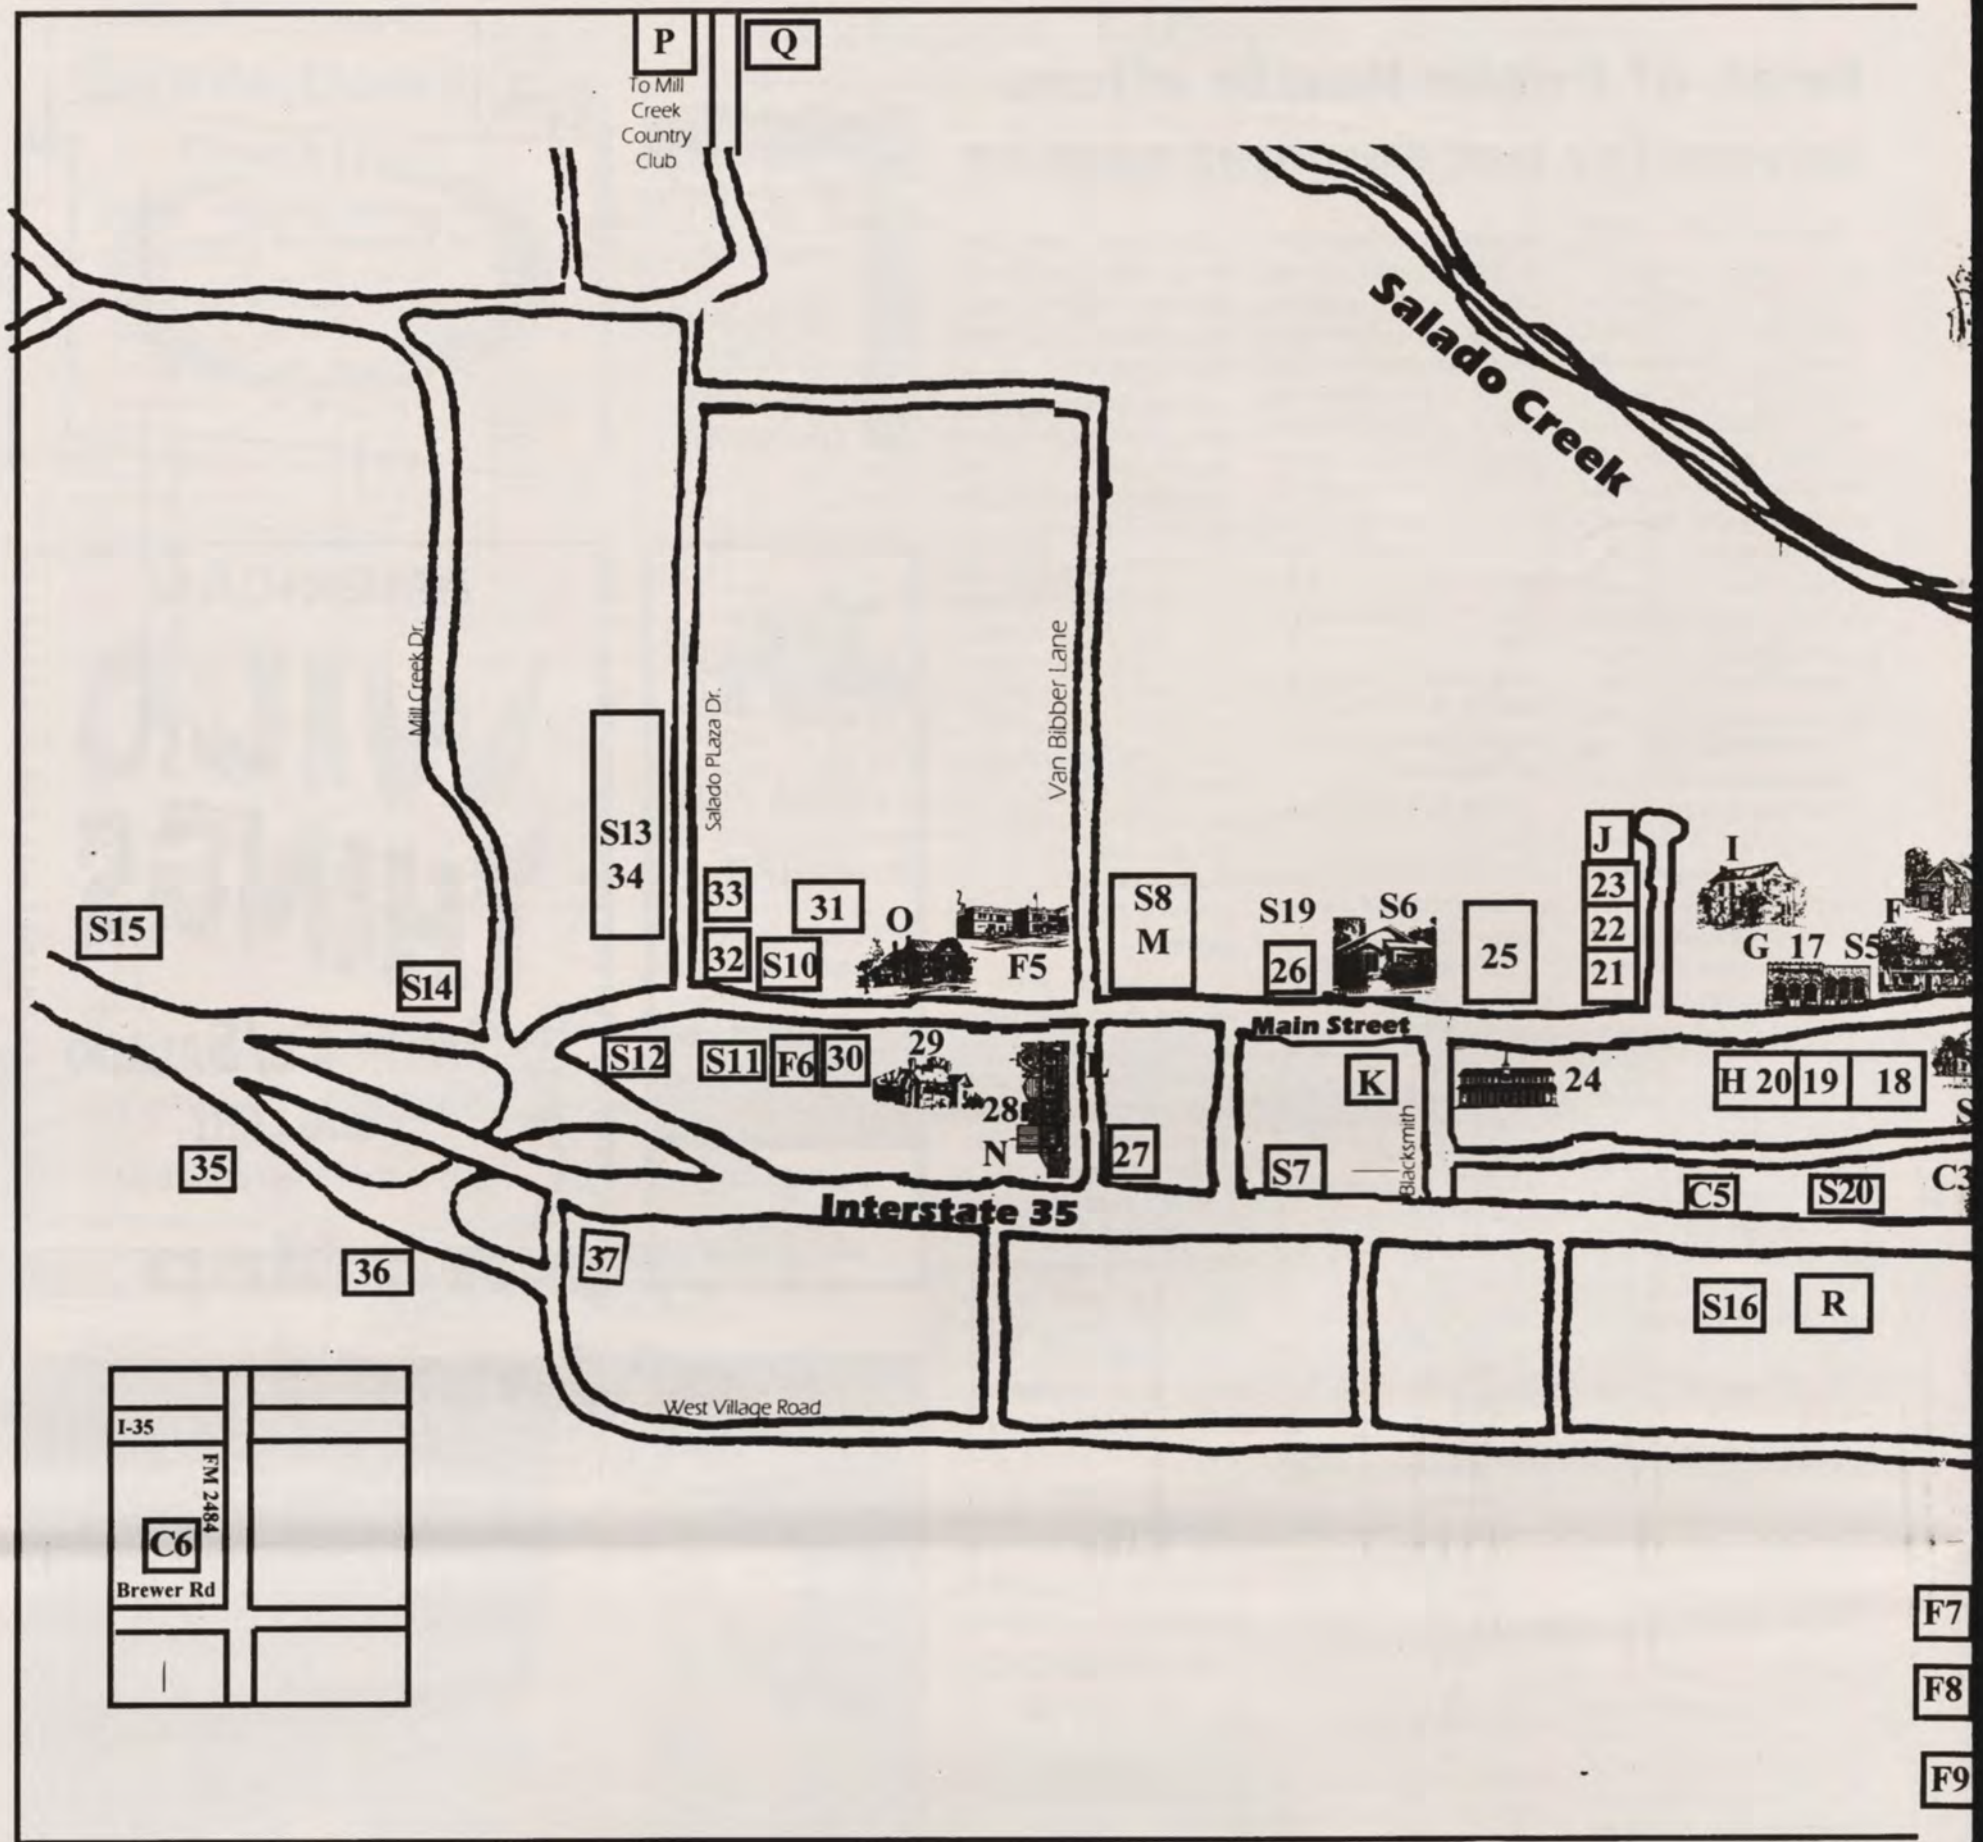 P
Q
To Mill
Creek
Country
Club
Salado Creek
Mill Creek Dr.
Salado PLaza Dr.
Van Bibber Lane
S13
34
33
31
O
32
S10
F5
S8
M
S19
S6
26
25
J
23
22
21
I
F
G 17 S5
S15
S14
Main Street
S12
S11
F6
30
29
28
N
L
27
K
S7
Blacksmith
24
H 20
19
18
S
C5
S20
C3
35
36
37
Interstate 35
S16
R
West Village Road
I-35
FM 2484
C6
Brewer Rd
F7
F8
F9